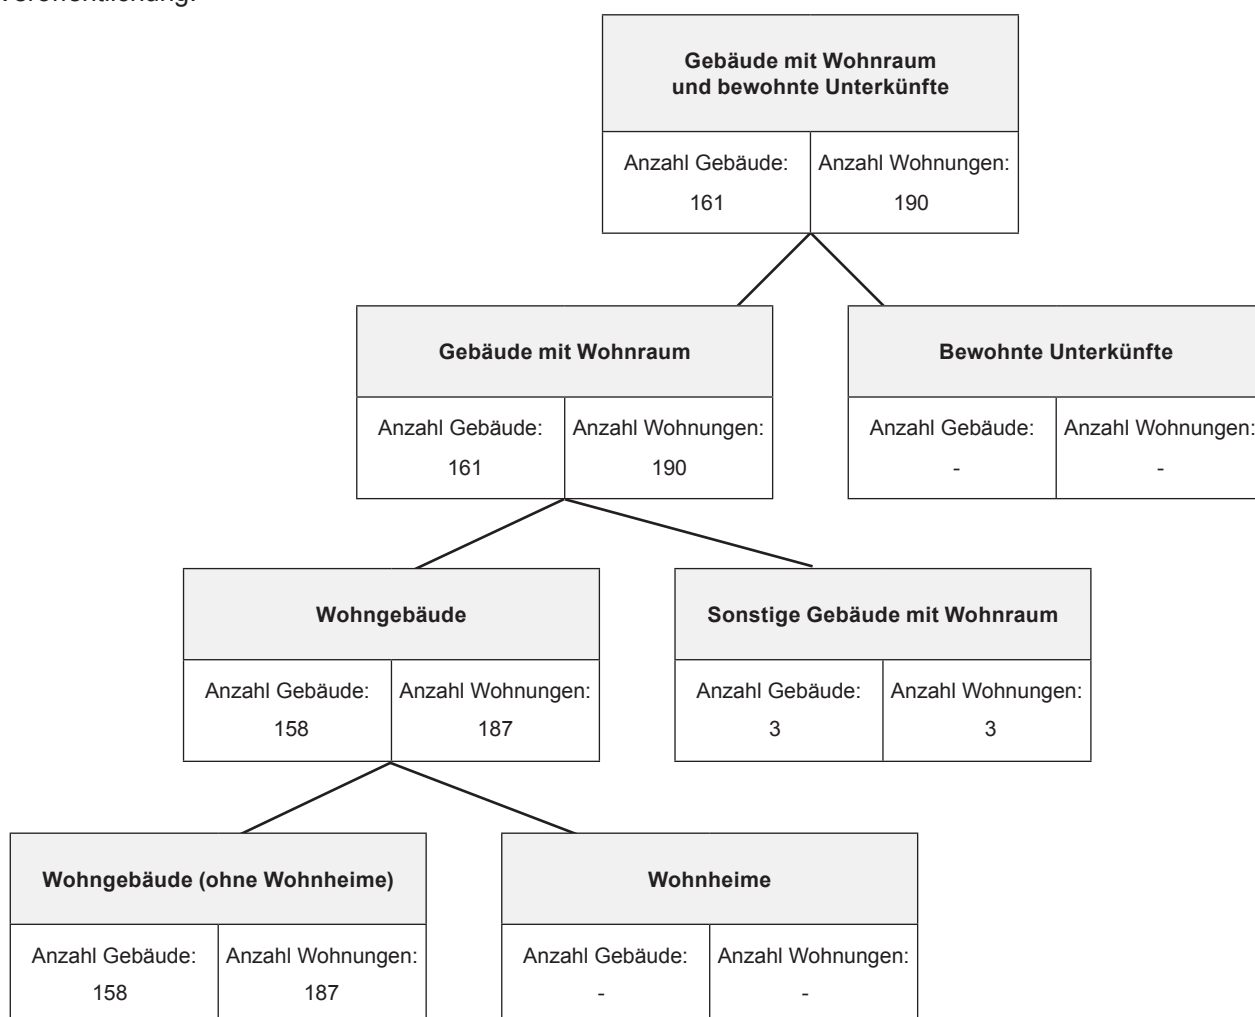 Veröffentlichung.
Gebäude mit Wohnraum
und bewohnte Unterkünfte
Anzahl Gebäude: Anzahl Wohnungen:
161 190
Gebäude mit Wohnraum Bewohnte Unterkünfte
Anzahl Gebäude: Anzahl Wohnungen: Anzahl Gebäude: Anzahl Wohnungen:
161 190 - -
Wohngebäude Sonstige Gebäude mit Wohnraum
Anzahl Gebäude: Anzahl Wohnungen: Anzahl Gebäude: Anzahl Wohnungen:
158 187 3 3
Wohngebäude (ohne Wohnheime) Wohnheime
Anzahl Gebäude: Anzahl Wohnungen: Anzahl Gebäude: Anzahl Wohnungen:
158 187 - -